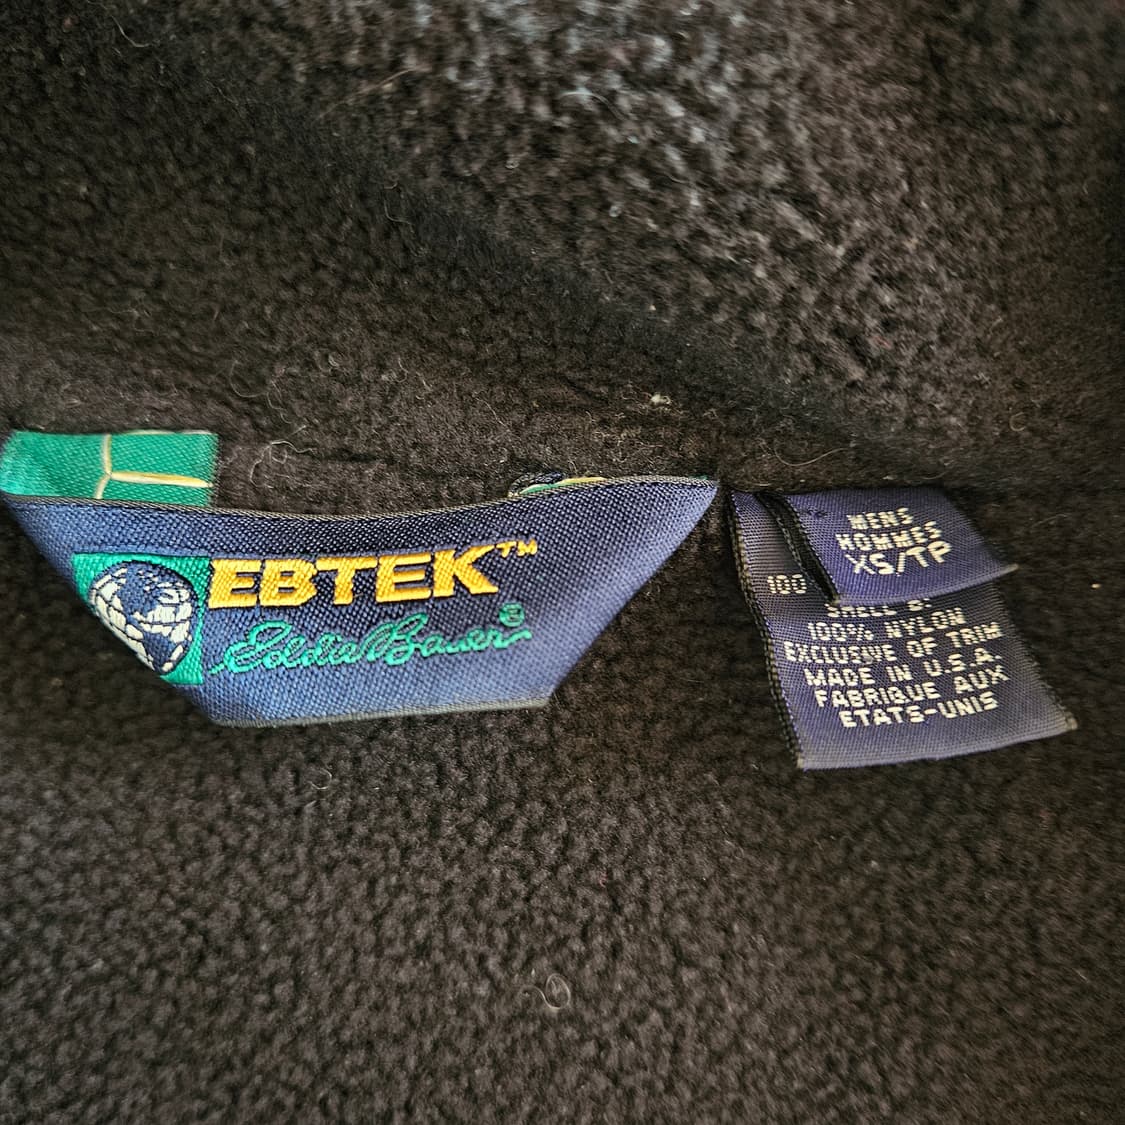 EBTEK™
Eddie Bauer®
MENS
HOMMES
XS/TP
100
SHELL B:
100% NYLON
EXCLUSIVE OF TRIM
MADE IN U.S.A.
FABRIQUE AUX
ETATS-UNIS